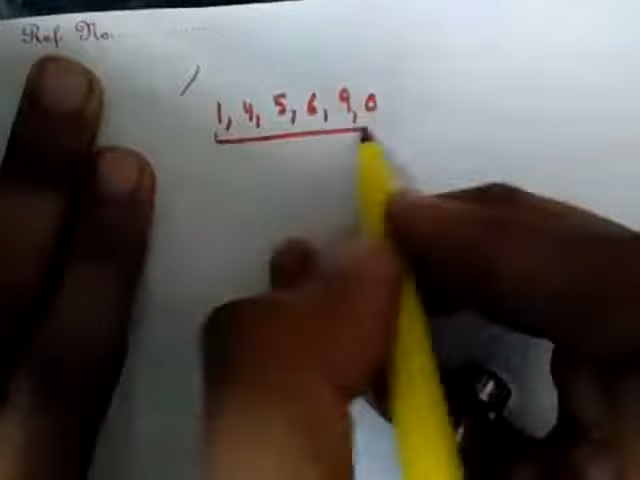 Ref. No.
1, 4, 5, 6, 9, 0